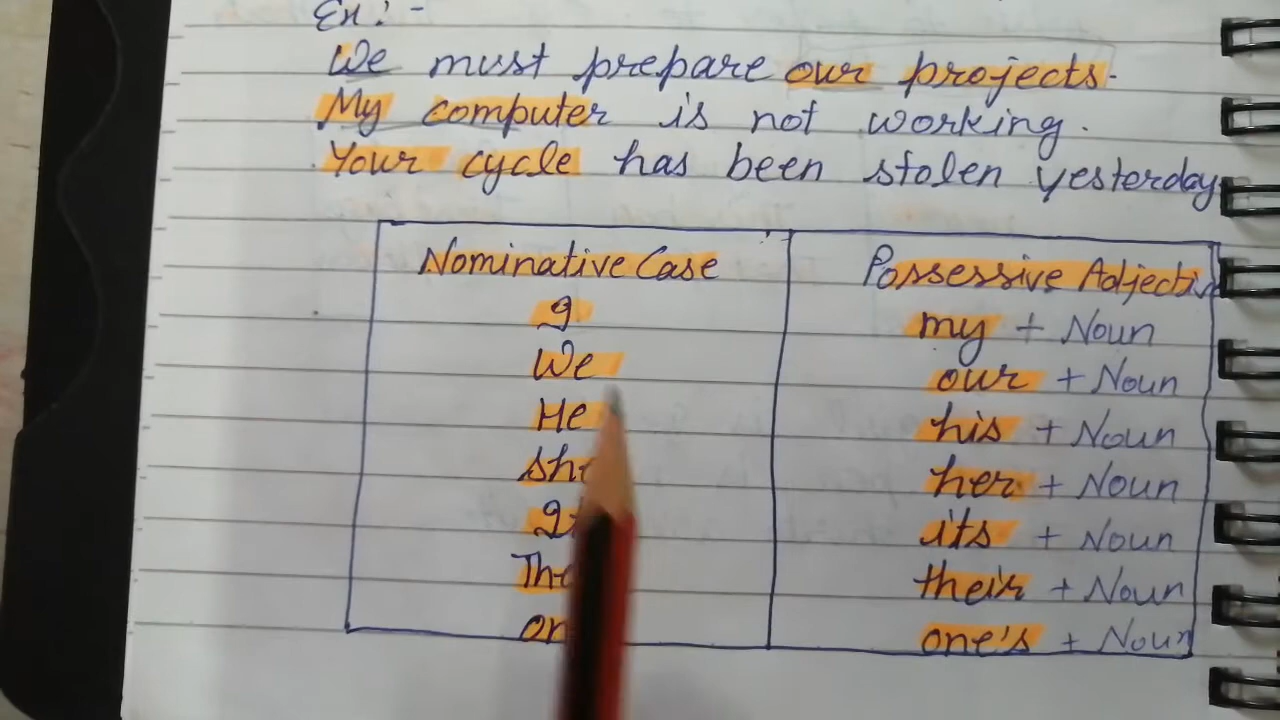 Ex: -
We must prepare our projects.
My computer is not working.
Your cycle has been stolen yesterday.
Nominative Case Possessive Adjectiv
I my + Noun
We our + Noun
He his + Noun
her + Noun
its + Noun
their + Noun
one's + Noun